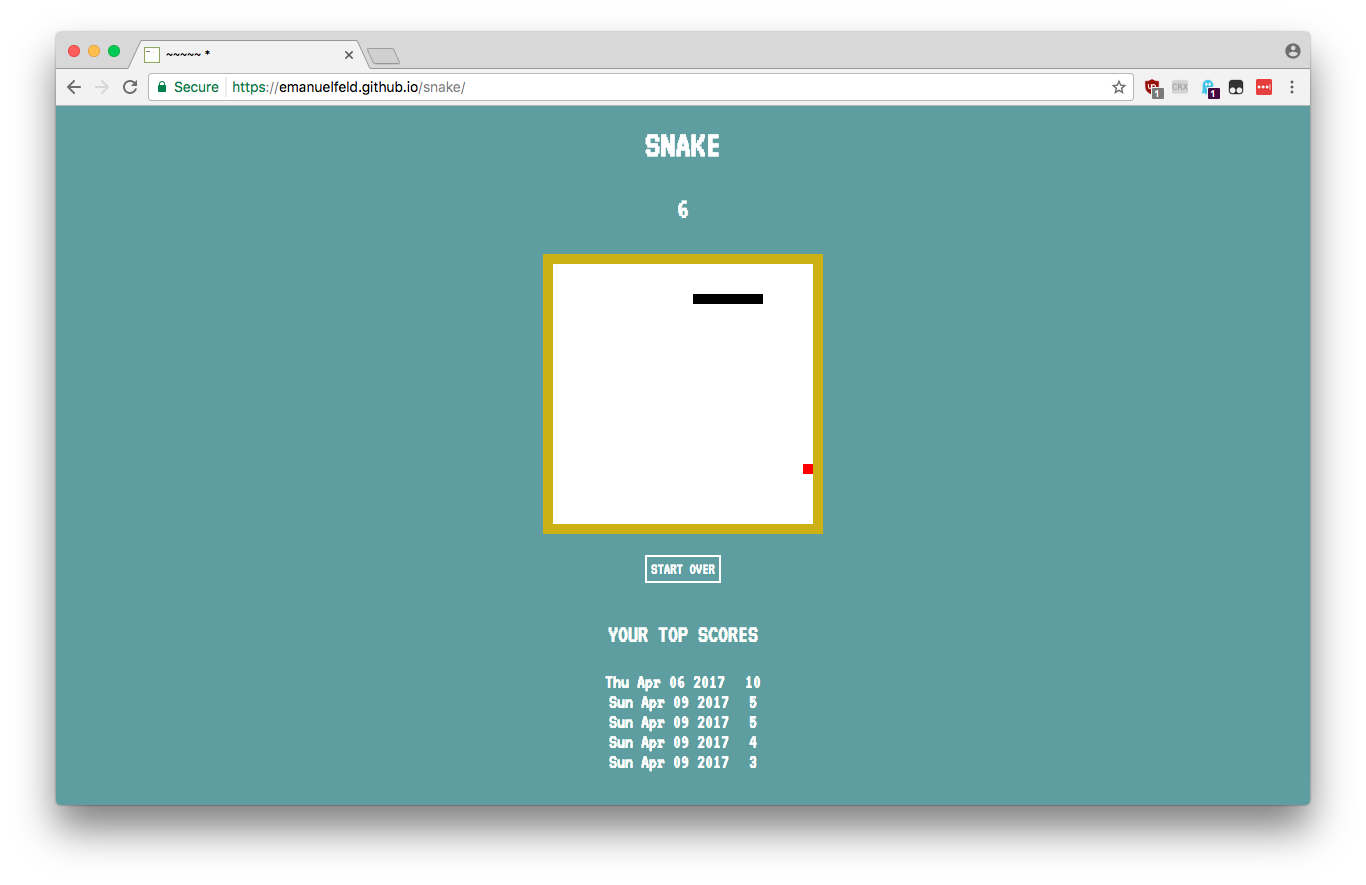 ~~~~~ *
Secure https://emanuelfeld.github.io/snake/
1 CRX 1
SNAKE
6
START OVER
YOUR TOP SCORES
Thu Apr 06 2017 10
Sun Apr 09 2017 5
Sun Apr 09 2017 5
Sun Apr 09 2017 4
Sun Apr 09 2017 3